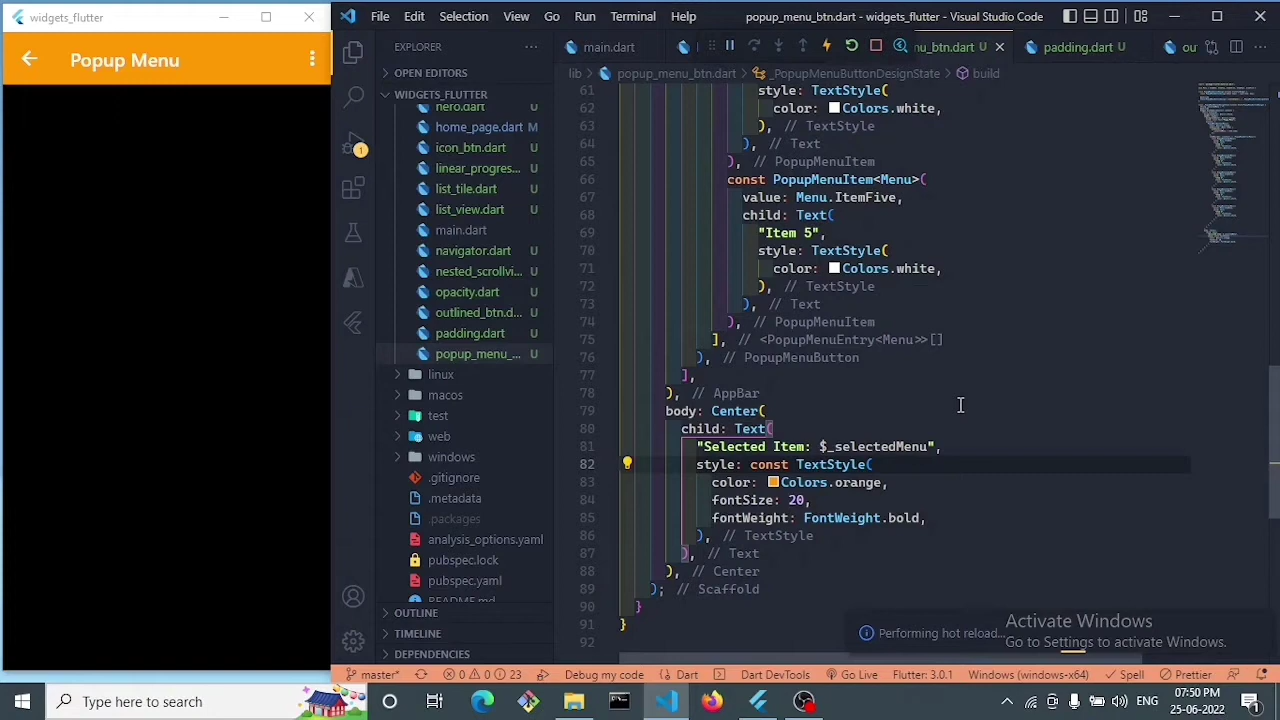 widgets_flutter
Popup Menu
File Edit Selection View Go Run Terminal Help
popup_menu_btn.dart - widgets_flutter - Visual Studio Code
EXPLORER
main.dart
nu_btn.dart U
padding.dart U
ou
OPEN EDITORS
WIDGETS_FLUTTER
hero.dart U
home_page.dart M
icon_btn.dart U
linear_progres... U
list_tile.dart U
list_view.dart U
main.dart
navigator.dart U
nested_scrollvi... U
opacity.dart U
outlined_btn.d... U
padding.dart U
popup_menu_... U
linux
macos
test
web
windows
.gitignore
.metadata
.packages
analysis_options.yaml
pubspec.lock
pubspec.yaml
README.md
OUTLINE
TIMELINE
DEPENDENCIES
1
lib > popup_menu_btn.dart > _PopupMenuButtonDesignState > build
61 style: TextStyle(
62 color: Colors.white,
63 ), // TextStyle
64 ), // Text
65 ), // PopupMenuItem
66 const PopupMenuItem<Menu>(
67 value: Menu.ItemFive,
68 child: Text(
69 "Item 5",
70 style: TextStyle(
71 color: Colors.white,
72 ), // TextStyle
73 ), // Text
74 ), // PopupMenuItem
75 ], // <PopupMenuEntry<Menu>>[]
76 ), // PopupMenuButton
77 ],
78 ), // AppBar
79 body: Center(
80 child: Text(
81 "Selected Item: $_selectedMenu",
82 style: const TextStyle(
83 color: Colors.orange,
84 fontSize: 20,
85 fontWeight: FontWeight.bold,
86 ), // TextStyle
87 ), // Text
88 ), // Center
89 ); // Scaffold
90 }
91 }
92
Performing hot reload...
Activate Windows
Go to Settings to activate Windows.
master* 0 0 23 Debug my code Dart Dart DevTools Go Live Flutter: 3.0.1 Windows (windows-x64) Spell Prettier
Type here to search
ENG
07:50 PM
25-06-2022
1